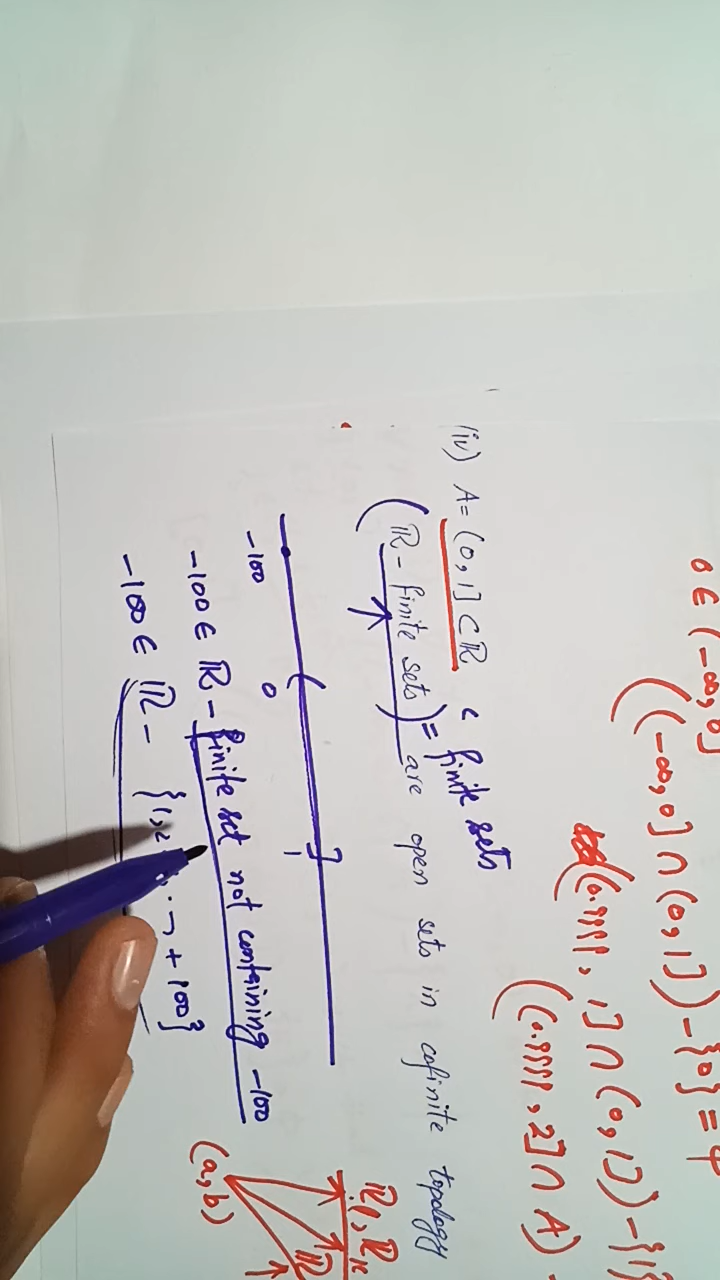 0 ∈ (-∞, 0]
((-∞, 0] ∩ (0, 1]) - {0} = φ
(0.9991, 1] ∩ (0, 1]) - {1}
((0.9991, 2] ∩ A)
(iv) A = (0, 1] ⊂ ℝ
(ℝ - finite sets)ᶜ = finite sets
are open sets in cofinite topology
-100 0 1
-100 ∈ ℝ - finite set not containing -100
-100 ∈ ℝ - {1, 2, ..., +100}
ℝ
(a, b)